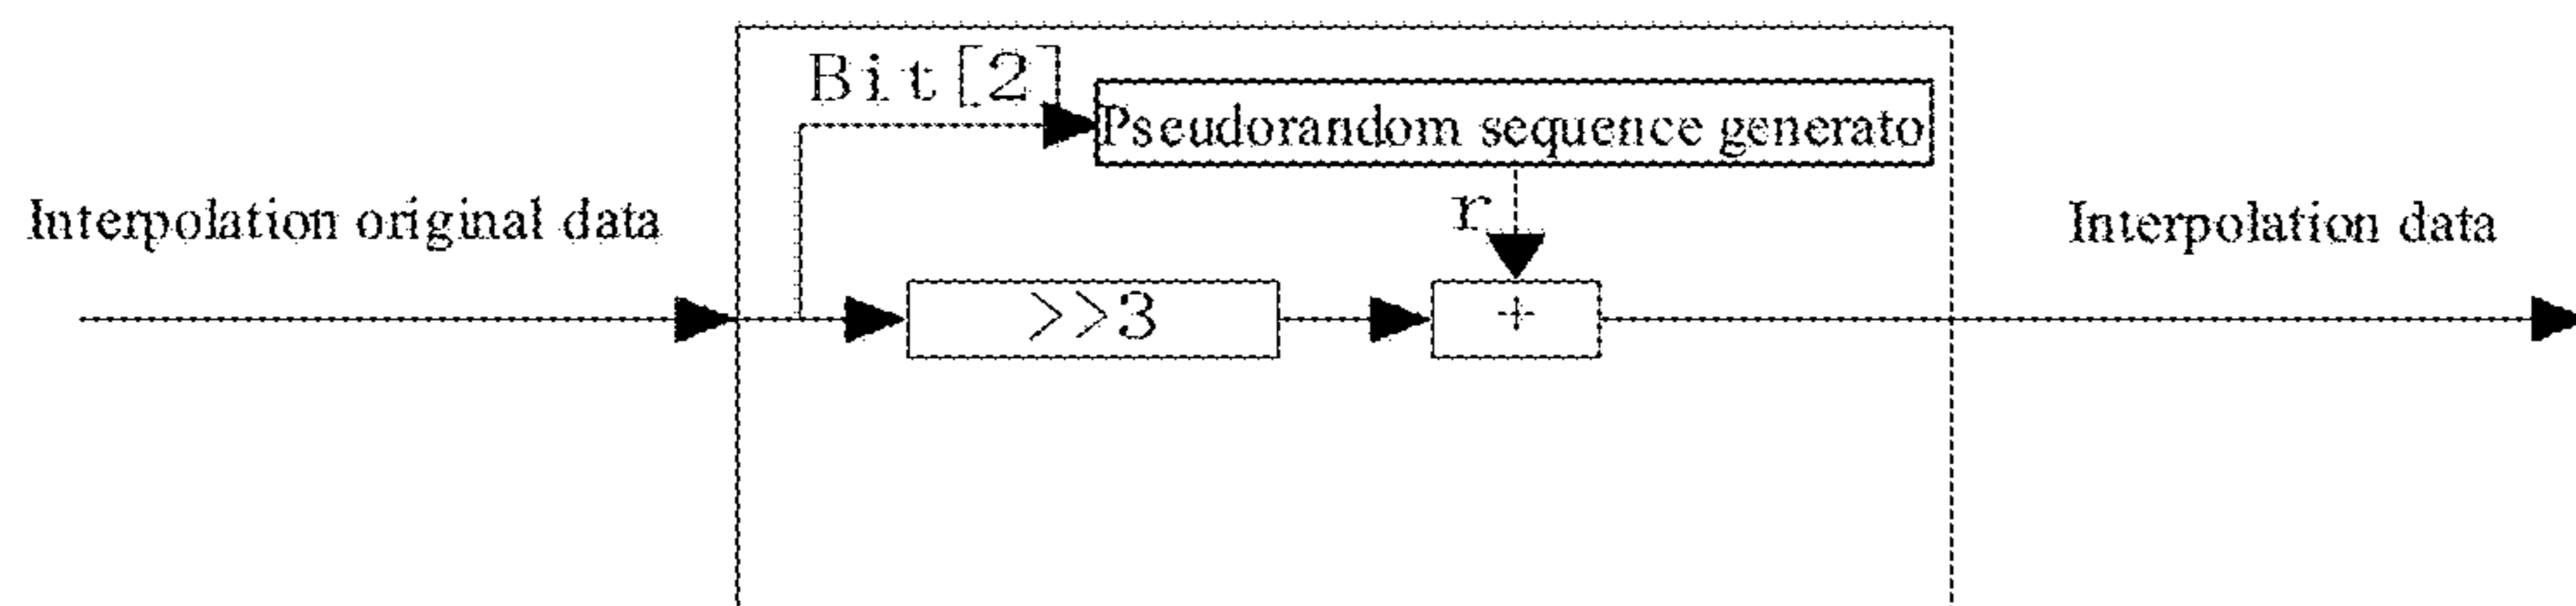 Bit[2]
Pseudorandom sequence generato
Interpolation original data
r
Interpolation data
>>3
+